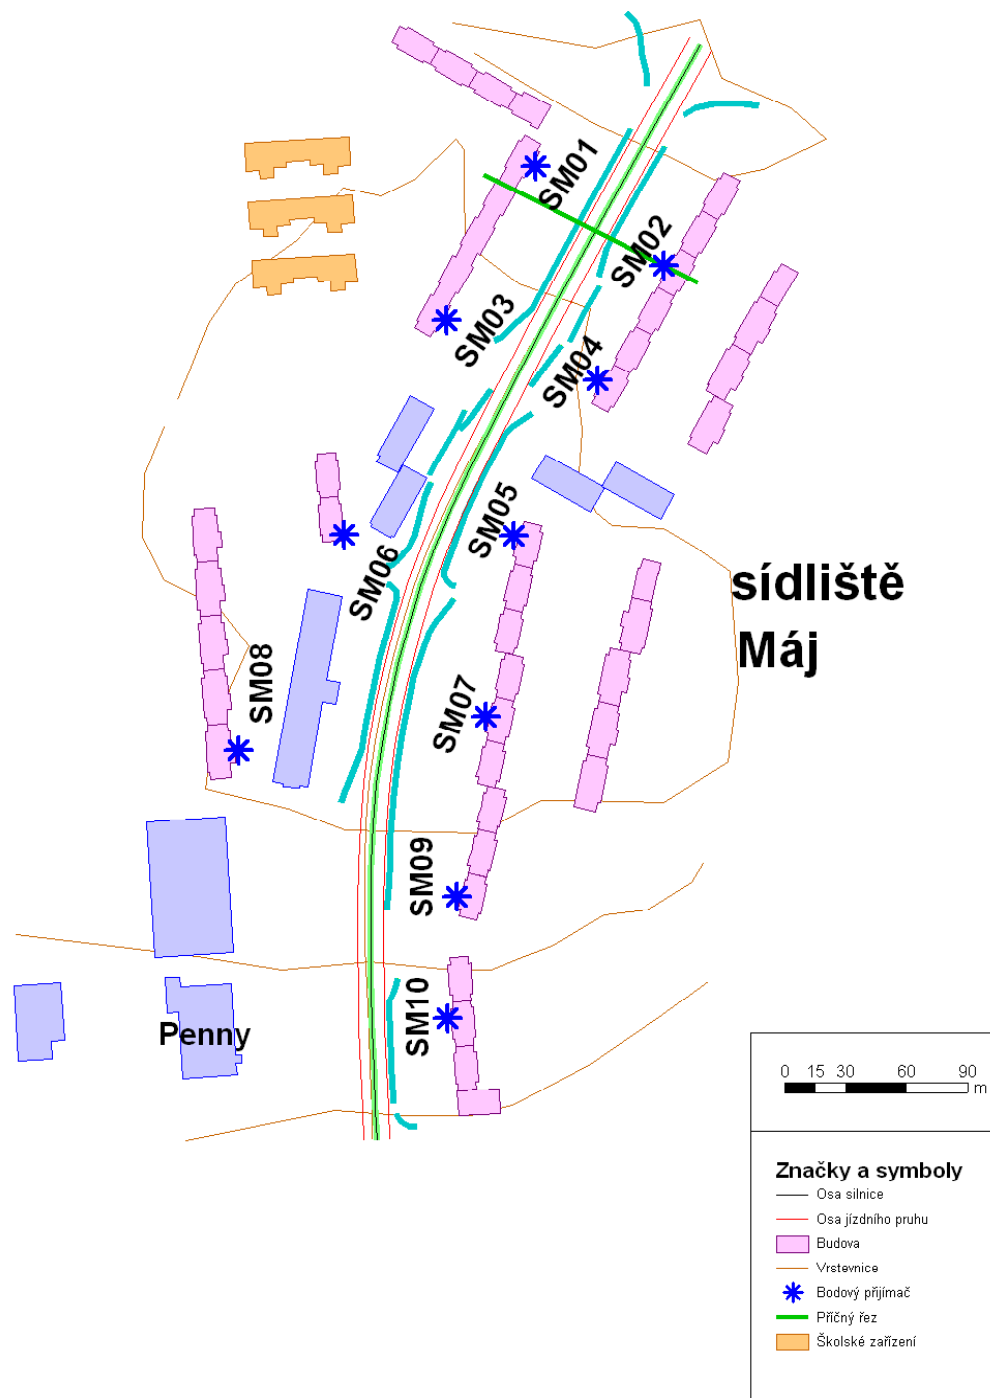 SM01
SM02
SM03
SM04
SM05
SM06
sídliště
Máj
SM08
SM07
SM09
SM10
Penny
0 15 30 60 90
m
Značky a symboly
Osa silnice
Osa jízdního pruhu
Budova
Vrstevnice
Bodový přijímač
Příčný řez
Školské zařízení